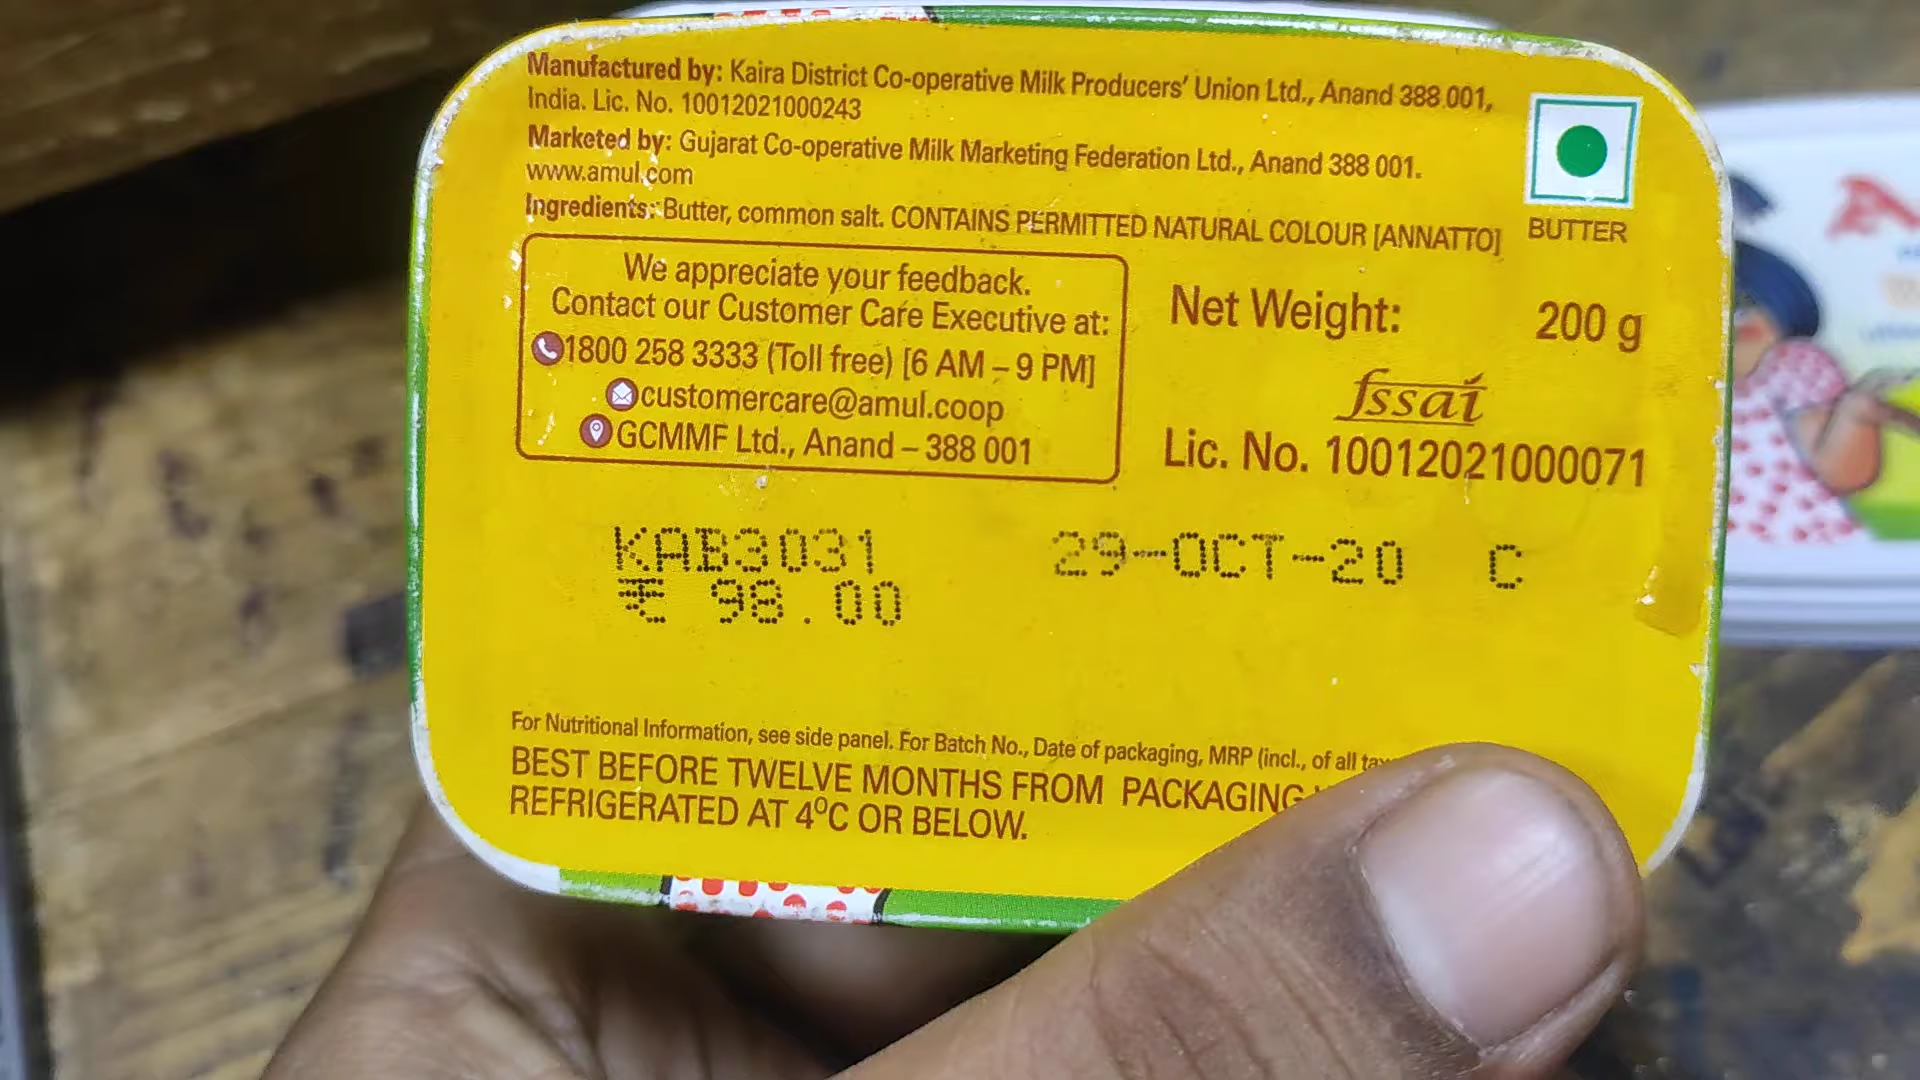 Manufactured by: Kaira District Co-operative Milk Producers' Union Ltd., Anand 388 001,
India. Lic. No. 10012021000243
Marketed by: Gujarat Co-operative Milk Marketing Federation Ltd., Anand 388 001.
www.amul.com
Ingredients: Butter, common salt. CONTAINS PERMITTED NATURAL COLOUR [ANNATTO]
BUTTER
We appreciate your feedback.
Contact our Customer Care Executive at:
1800 258 3333 (Toll free) [6 AM – 9 PM]
customercare@amul.coop
GCMMF Ltd., Anand – 388 001
Net Weight: 200 g
fssai
Lic. No. 10012021000071
KAB3031 29-OCT-20 C
₹ 98.00
For Nutritional Information, see side panel. For Batch No., Date of packaging, MRP (incl., of all
BEST BEFORE TWELVE MONTHS FROM PACKAGING
REFRIGERATED AT 4⁰C OR BELOW.